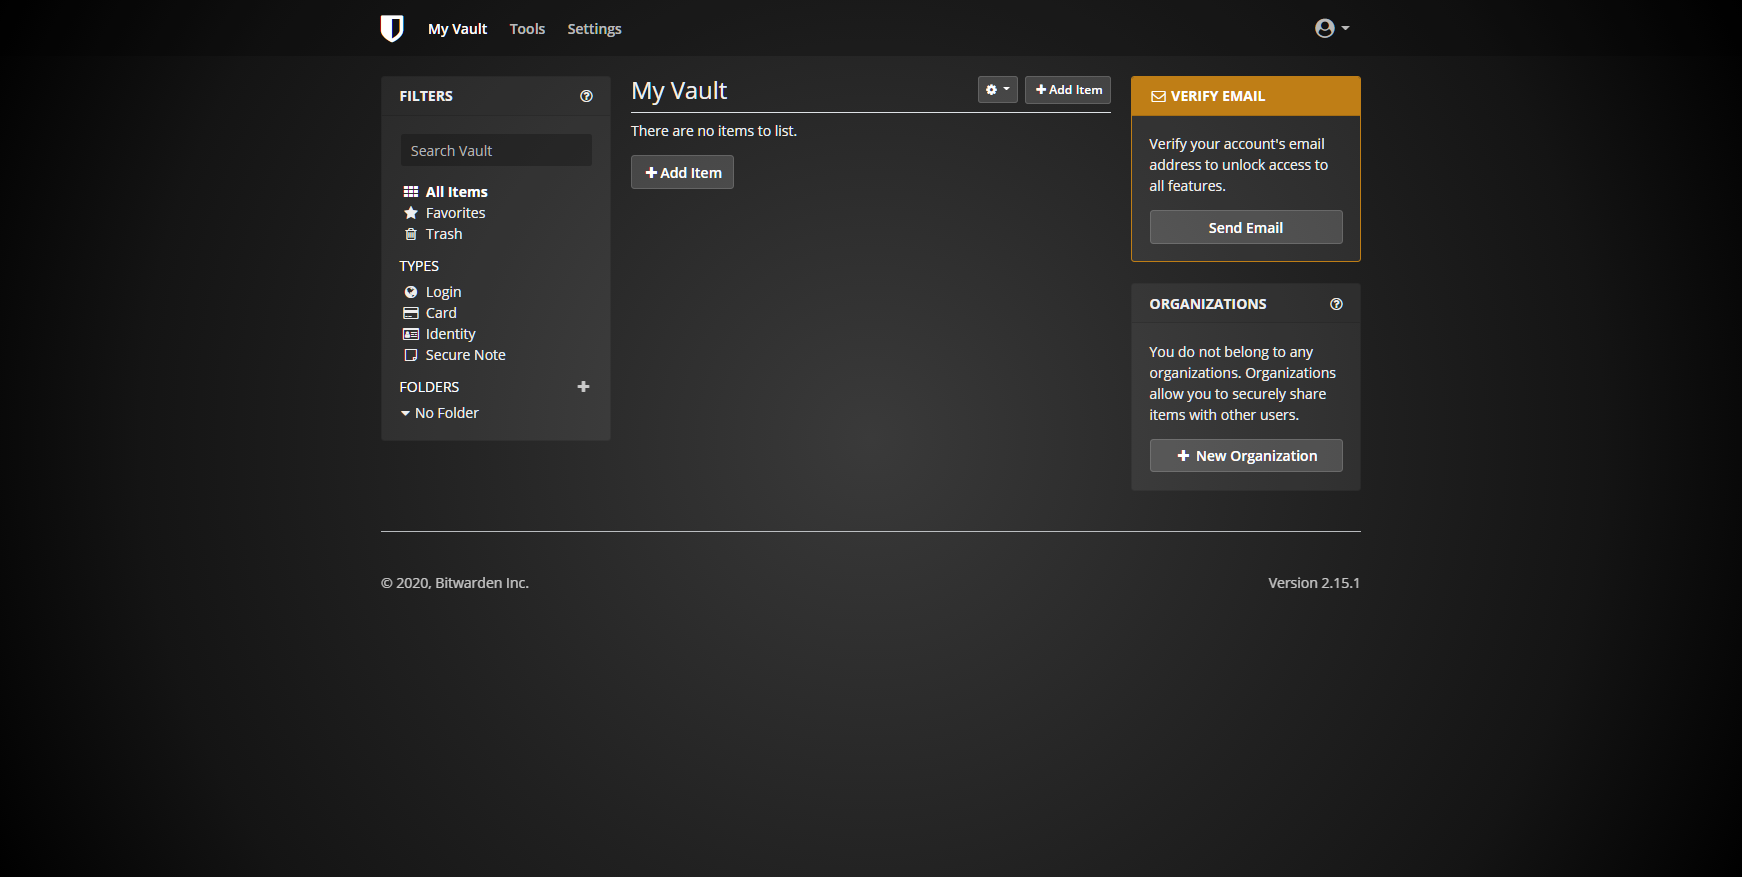 My Vault
Tools
Settings
FILTERS
Search Vault
All Items
Favorites
Trash
TYPES
Login
Card
Identity
Secure Note
FOLDERS
No Folder
My Vault
Add Item
There are no items to list.
Add Item
VERIFY EMAIL
Verify your account's email
address to unlock access to
all features.
Send Email
ORGANIZATIONS
You do not belong to any
organizations. Organizations
allow you to securely share
items with other users.
New Organization
© 2020, Bitwarden Inc.
Version 2.15.1